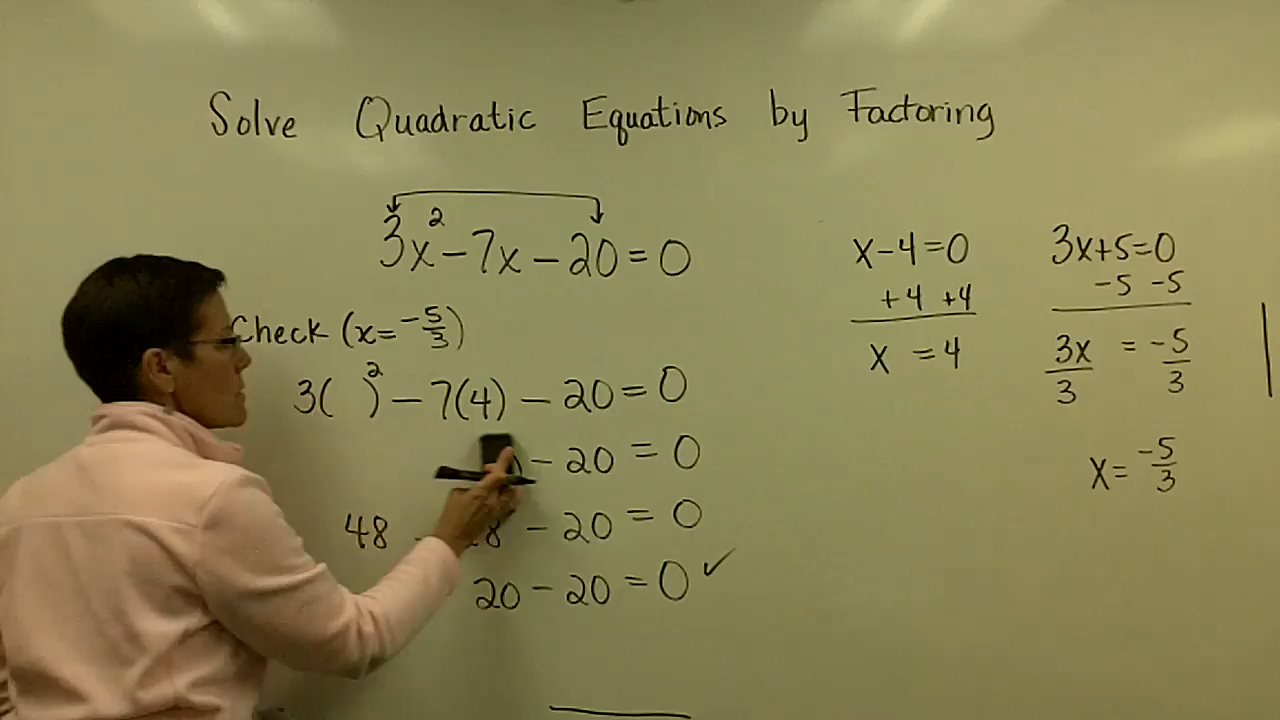 Solve Quadratic Equations by Factoring
3x² - 7x - 20 = 0
Check (x = -5/3)
3(  )² - 7(4) - 20 = 0
- 20 = 0
48 - 28 - 20 = 0
20 - 20 = 0 ✓
x - 4 = 0
+4 +4
x = 4
3x + 5 = 0
-5 -5
3x/3 = -5/3
x = -5/3